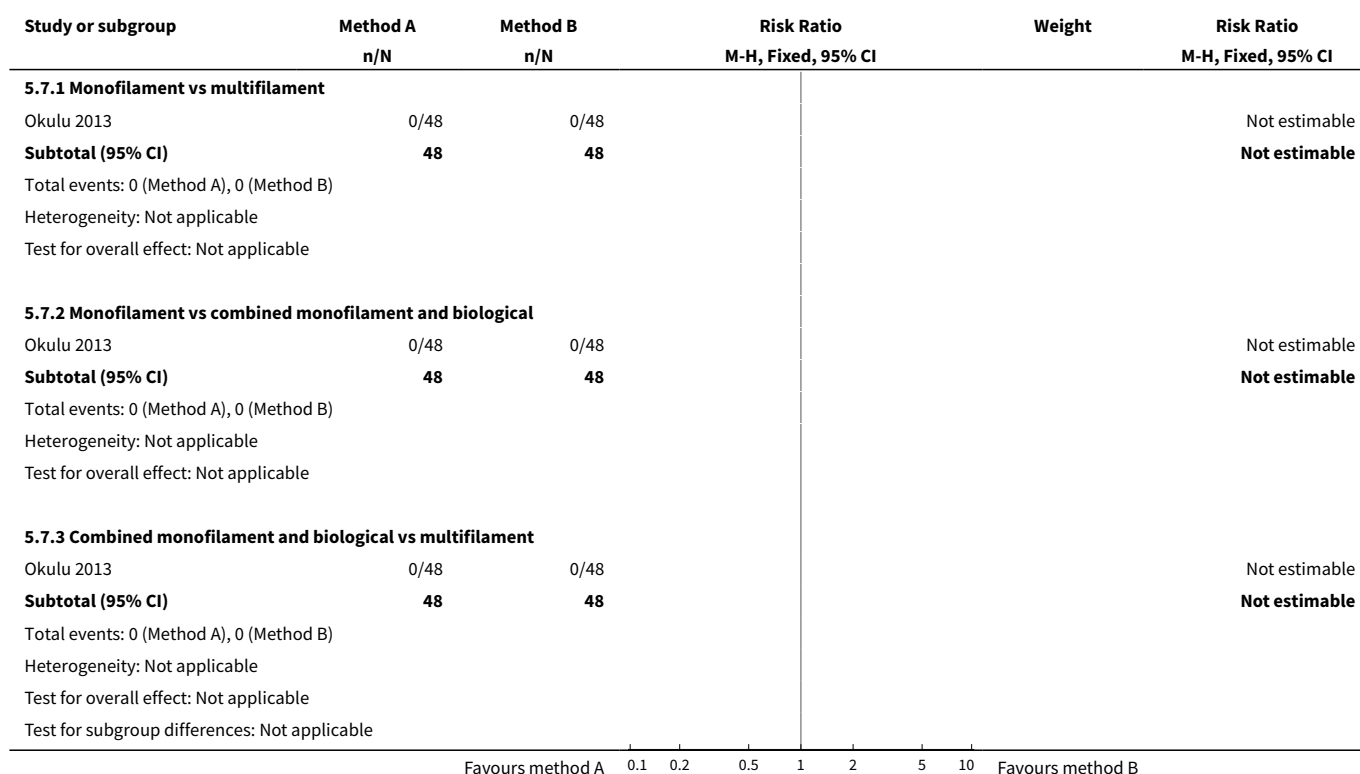 Study or subgroup Method A Method B Risk Ratio Weight Risk Ratio
n/N n/N M-H, Fixed, 95% CI M-H, Fixed, 95% CI
5.7.1 Monofilament vs multifilament
Okulu 2013 0/48 0/48 Not estimable
Subtotal (95% CI) 48 48 Not estimable
Total events: 0 (Method A), 0 (Method B)
Heterogeneity: Not applicable
Test for overall effect: Not applicable
5.7.2 Monofilament vs combined monofilament and biological
Okulu 2013 0/48 0/48 Not estimable
Subtotal (95% CI) 48 48 Not estimable
Total events: 0 (Method A), 0 (Method B)
Heterogeneity: Not applicable
Test for overall effect: Not applicable
5.7.3 Combined monofilament and biological vs multifilament
Okulu 2013 0/48 0/48 Not estimable
Subtotal (95% CI) 48 48 Not estimable
Total events: 0 (Method A), 0 (Method B)
Heterogeneity: Not applicable
Test for overall effect: Not applicable
Test for subgroup differences: Not applicable
Favours method A 0.1 0.2 0.5 1 2 5 10 Favours method B